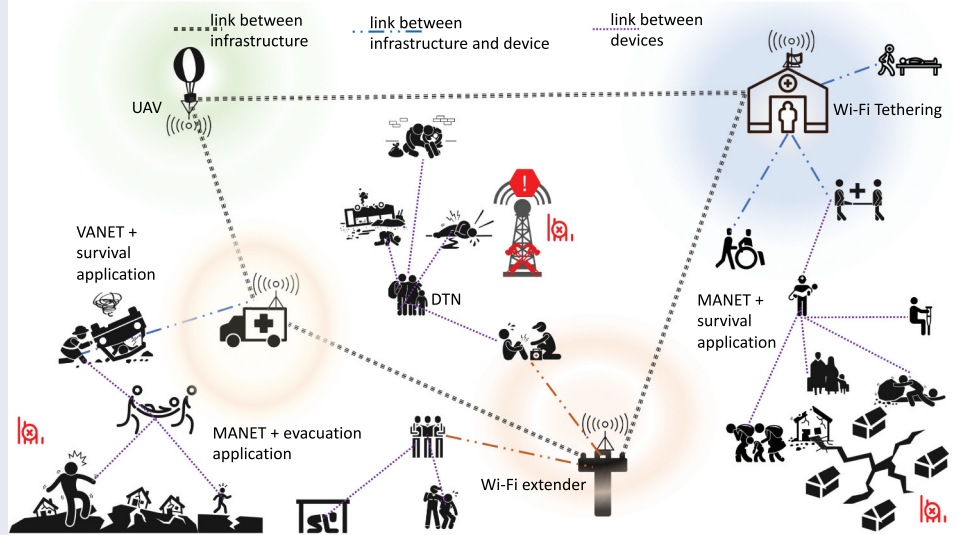 link between
infrastructure
link between
infrastructure and device
link between
devices
UAV
Wi-Fi Tethering
VANET +
survival
application
DTN
MANET +
survival
application
MANET + evacuation
application
Wi-Fi extender